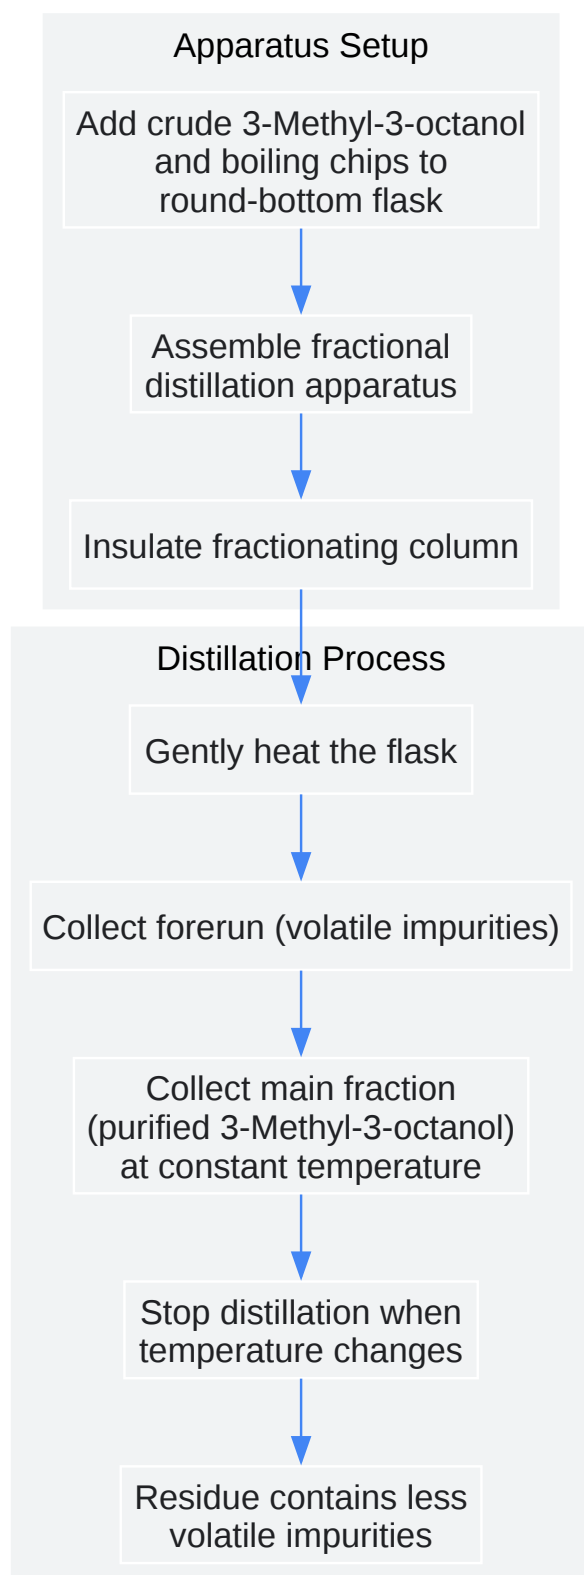 Apparatus Setup
Add crude 3-Methyl-3-octanol
and boiling chips to
round-bottom flask
Assemble fractional
distillation apparatus
Insulate fractionating column
Distillation Process
Gently heat the flask
Collect forerun (volatile impurities)
Collect main fraction
(purified 3-Methyl-3-octanol)
at constant temperature
Stop distillation when
temperature changes
Residue contains less
volatile impurities